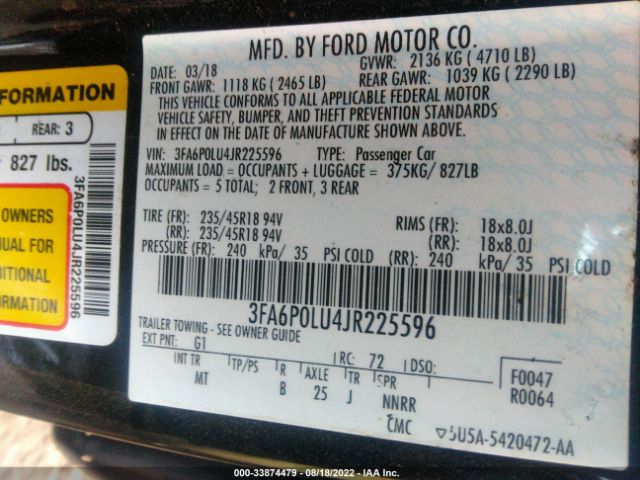 FORMATION
REAR: 3
827 lbs.
OWNERS
NUAL FOR
DITIONAL
ORMATION
3FA6P0LU4JR225596
MFD. BY FORD MOTOR CO.
DATE: 03/18 GVWR: 2136 KG ( 4710 LB)
FRONT GAWR: 1118 KG ( 2465 LB) REAR GAWR: 1039 KG ( 2290 LB)
THIS VEHICLE CONFORMS TO ALL APPLICABLE FEDERAL MOTOR
VEHICLE SAFETY, BUMPER, AND THEFT PREVENTION STANDARDS
IN EFFECT ON THE DATE OF MANUFACTURE SHOWN ABOVE.
VIN: 3FA6P0LU4JR225596 TYPE: Passenger Car
MAXIMUM LOAD = OCCUPANTS + LUGGAGE = 375KG/ 827LB
OCCUPANTS = 5 TOTAL; 2 FRONT, 3 REAR
TIRE (FR): 235/45R18 94V RIMS (FR): 18x8.0J
(RR): 235/45R18 94V (RR): 18x8.0J
PRESSURE (FR): 240 kPa/ 35 PSI COLD (RR): 240 kPa/ 35 PSI COLD
3FA6P0LU4JR225596
TRAILER TOWING - SEE OWNER GUIDE
EXT PNT: G1 RC: 72 DSO:
INT TR TP/PS R AXLE TR SPR
MT B 25 J NNRR
CMC
F0047
R0064
5U5A-5420472-AA
000-33874479 - 08/18/2022 - IAA Inc.